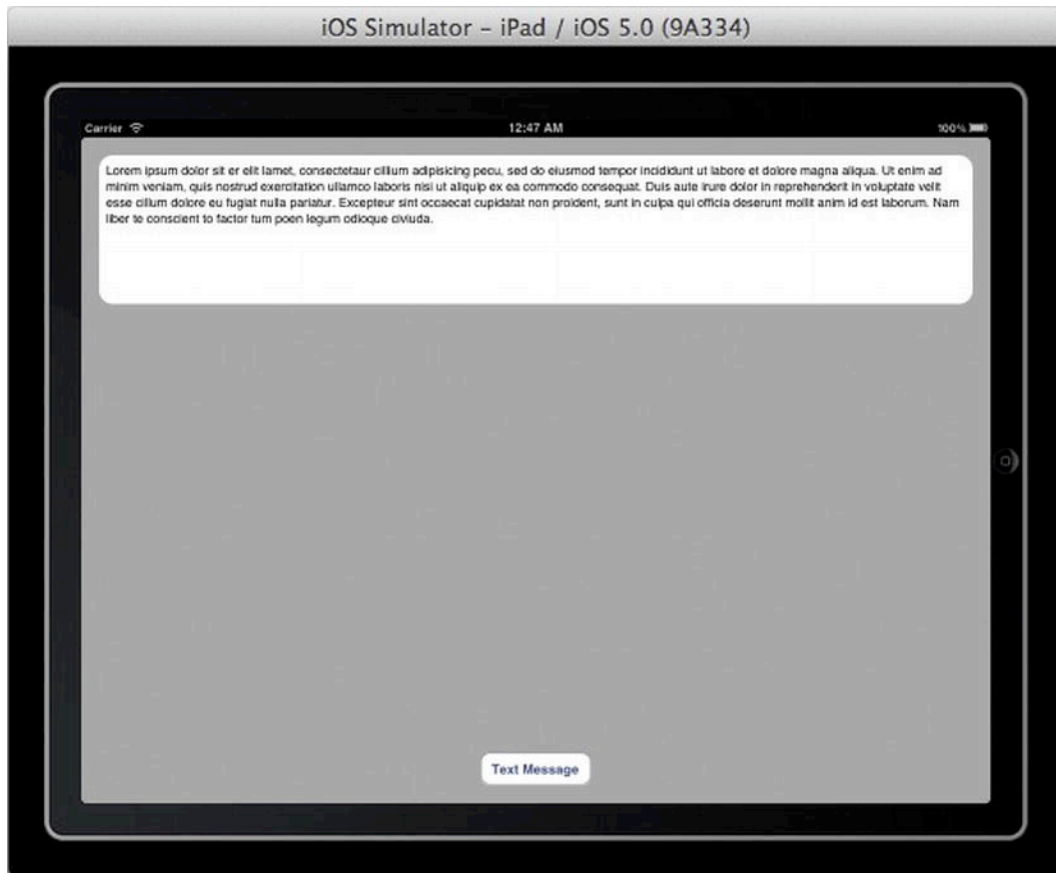 iOS Simulator – iPad / iOS 5.0 (9A334)
Carrier 12:47 AM 100%
Lorem ipsum dolor sit er elit lamet, consectetaur cillium adipisicing pecu, sed do eiusmod tempor incididunt ut labore et dolore magna aliqua. Ut enim ad
minim veniam, quis nostrud exercitation ullamco laboris nisi ut aliquip ex ea commodo consequat. Duis aute irure dolor in reprehenderit in voluptate velit
esse cillum dolore eu fugiat nulla pariatur. Excepteur sint occaecat cupidatat non proident, sunt in culpa qui officia deserunt mollit anim id est laborum. Nam
liber te conscient to factor tum poen legum odioque civiuda.
Text Message